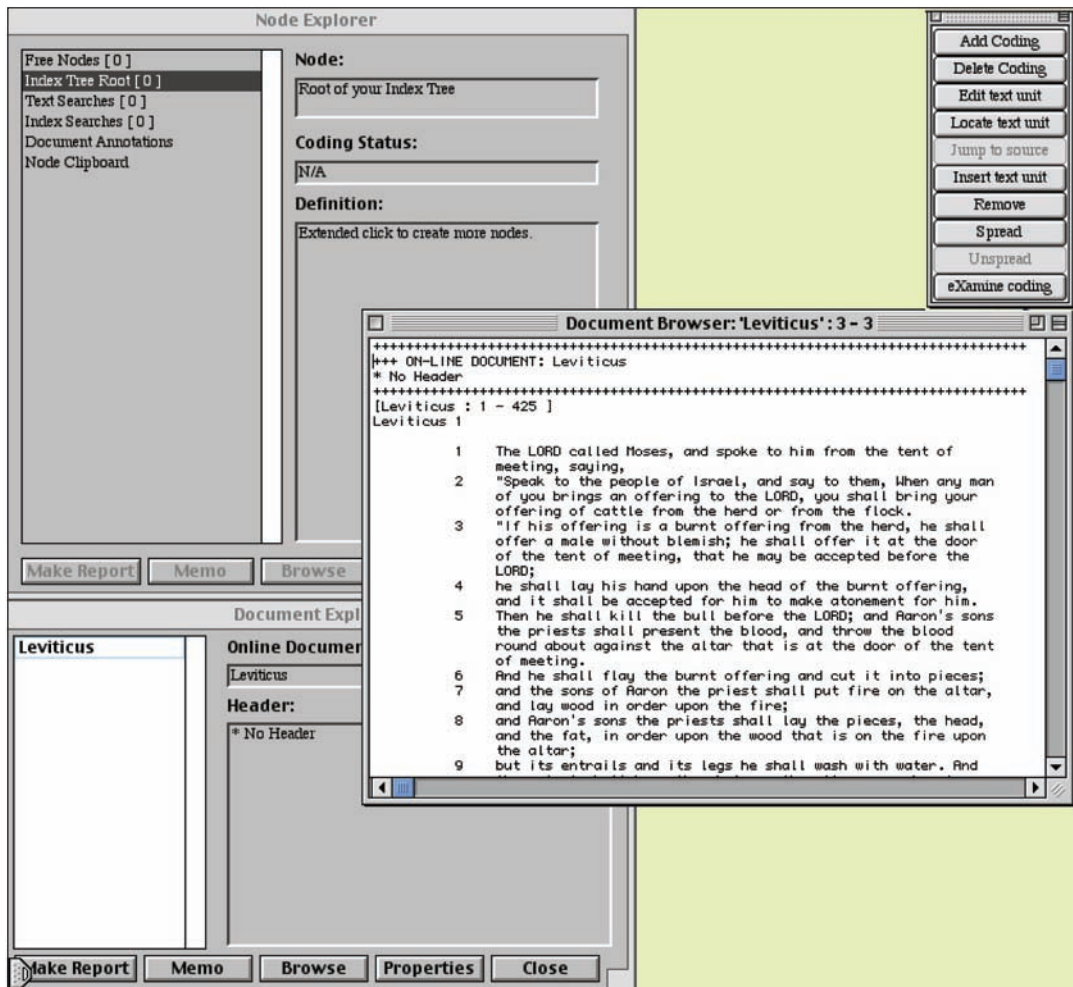 Node Explorer
Free Nodes [ 0 ]
Index Tree Root [ 0 ]
Text Searches [ 0 ]
Index Searches [ 0 ]
Document Annotations
Node Clipboard
Node:
Root of your Index Tree
Coding Status:
N/A
Definition:
Extended click to create more nodes.
Make Report
Memo
Browse
Add Coding
Delete Coding
Edit text unit
Locate text unit
Jump to source
Insert text unit
Remove
Spread
Unspread
eXamine coding
Document Browser: 'Leviticus' : 3 - 3
+++ ON-LINE DOCUMENT: Leviticus
* No Header
[Leviticus : 1 - 425 ]
Leviticus 1
1 The LORD called Moses, and spoke to him from the tent of
meeting, saying,
2 "Speak to the people of Israel, and say to them, When any man
of you brings an offering to the LORD, you shall bring your
offering of cattle from the herd or from the flock.
3 "If his offering is a burnt offering from the herd, he shall
offer a male without blemish; he shall offer it at the door
of the tent of meeting, that he may be accepted before the
LORD;
4 he shall lay his hand upon the head of the burnt offering,
and it shall be accepted for him to make atonement for him.
5 Then he shall kill the bull before the LORD; and Aaron's sons
the priests shall present the blood, and throw the blood
round about against the altar that is at the door of the tent
of meeting.
6 And he shall flay the burnt offering and cut it into pieces;
7 and the sons of Aaron the priest shall put fire on the altar,
and lay wood in order upon the fire;
8 and Aaron's sons the priests shall lay the pieces, the head,
and the fat, in order upon the wood that is on the fire upon
the altar;
9 but its entrails and its legs he shall wash with water. And
Document Expl
Leviticus
Online Documen
Leviticus
Header:
* No Header
Make Report
Memo
Browse
Properties
Close